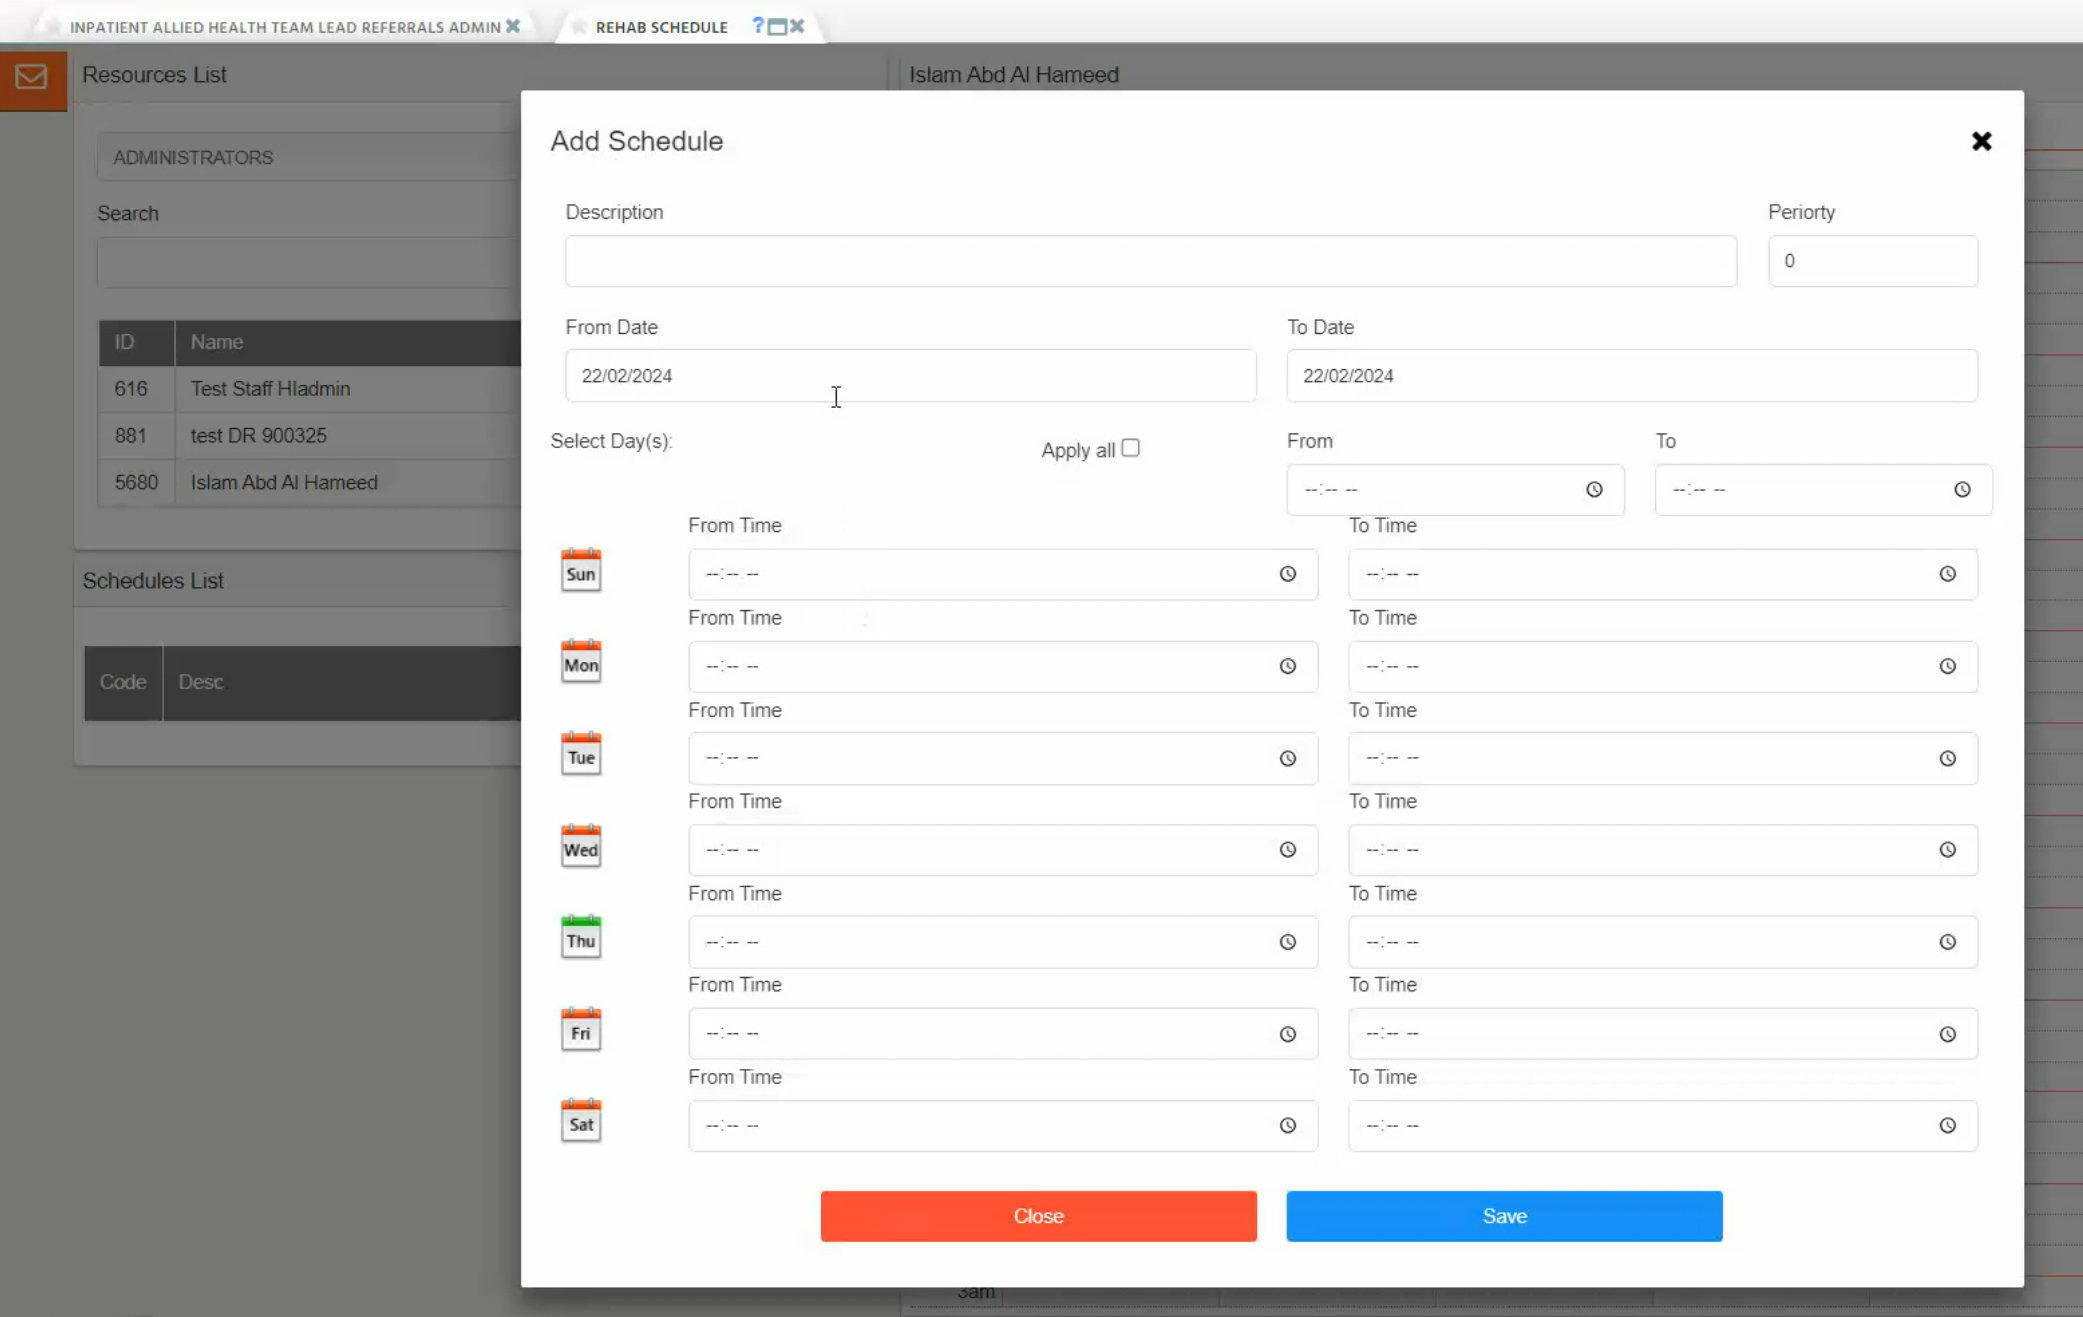 INPATIENT ALLIED HEALTH TEAM LEAD REFERRALS ADMIN
REHAB SCHEDULE ?
Resources List
Islam Abd Al Hameed
ADMINISTRATORS
Search
ID Name
616 Test Staff Hladmin
881 test DR 900325
5680 Islam Abd Al Hameed
Schedules List
Code Desc
Add Schedule
Description Periorty
0
From Date To Date
22/02/2024 22/02/2024
Select Day(s): Apply all From To
--:-- -- --:-- --
From Time To Time
Sun --:-- -- --:-- --
From Time To Time
Mon --:-- -- --:-- --
From Time To Time
Tue --:-- -- --:-- --
From Time To Time
Wed --:-- -- --:-- --
From Time To Time
Thu --:-- -- --:-- --
From Time To Time
Fri --:-- -- --:-- --
From Time To Time
Sat --:-- -- --:-- --
Close Save
3am